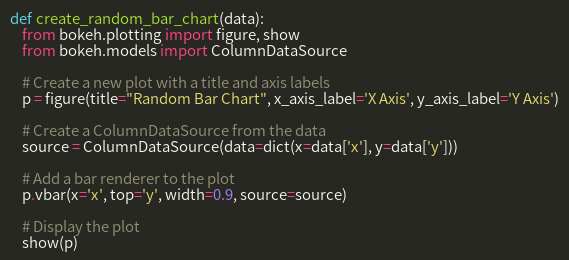 def create_random_bar_chart(data):
    from bokeh.plotting import figure, show
    from bokeh.models import ColumnDataSource

    # Create a new plot with a title and axis labels
    p = figure(title="Random Bar Chart", x_axis_label='X Axis', y_axis_label='Y Axis')

    # Create a ColumnDataSource from the data
    source = ColumnDataSource(data=dict(x=data['x'], y=data['y']))

    # Add a bar renderer to the plot
    p.vbar(x='x', top='y', width=0.9, source=source)

    # Display the plot
    show(p)